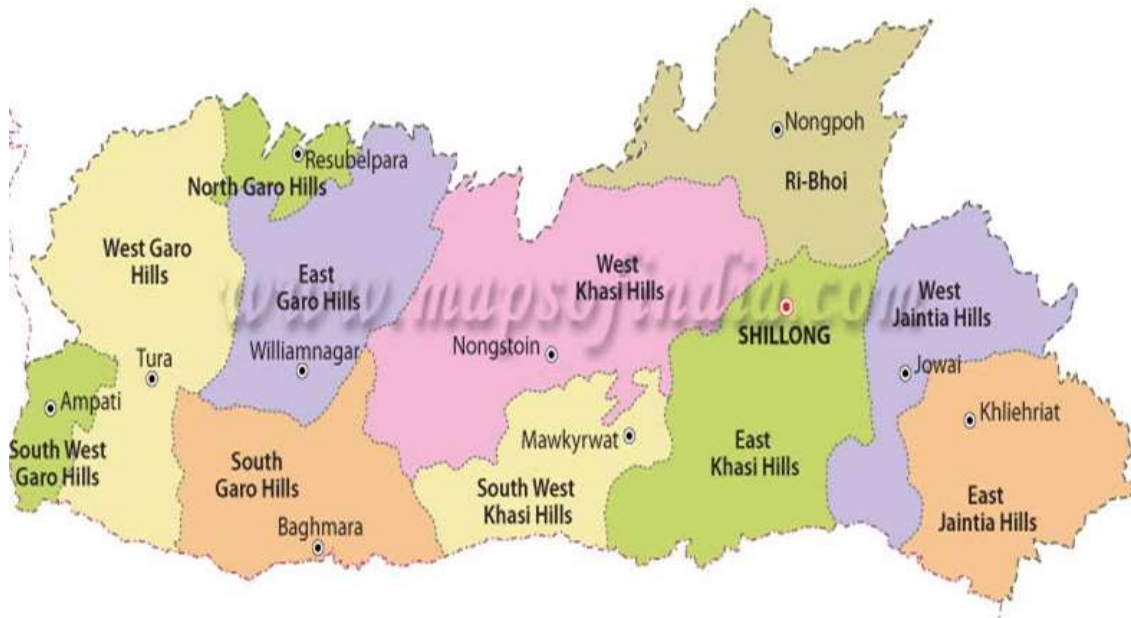 Nongpoh
Resubelpara
North Garo Hills
Ri-Bhoi
West Garo
Hills
East
Garo Hills
West
Khasi Hills
West
Jaintia Hills
www.mapsofindia.com
SHILLONG
Williamnagar
Nongstoin
Tura
Jowai
Ampati
Khliehriat
Mawkyrwat
South West
Garo Hills
South
Garo Hills
East
Khasi Hills
South West
Khasi Hills
East
Jaintia Hills
Baghmara